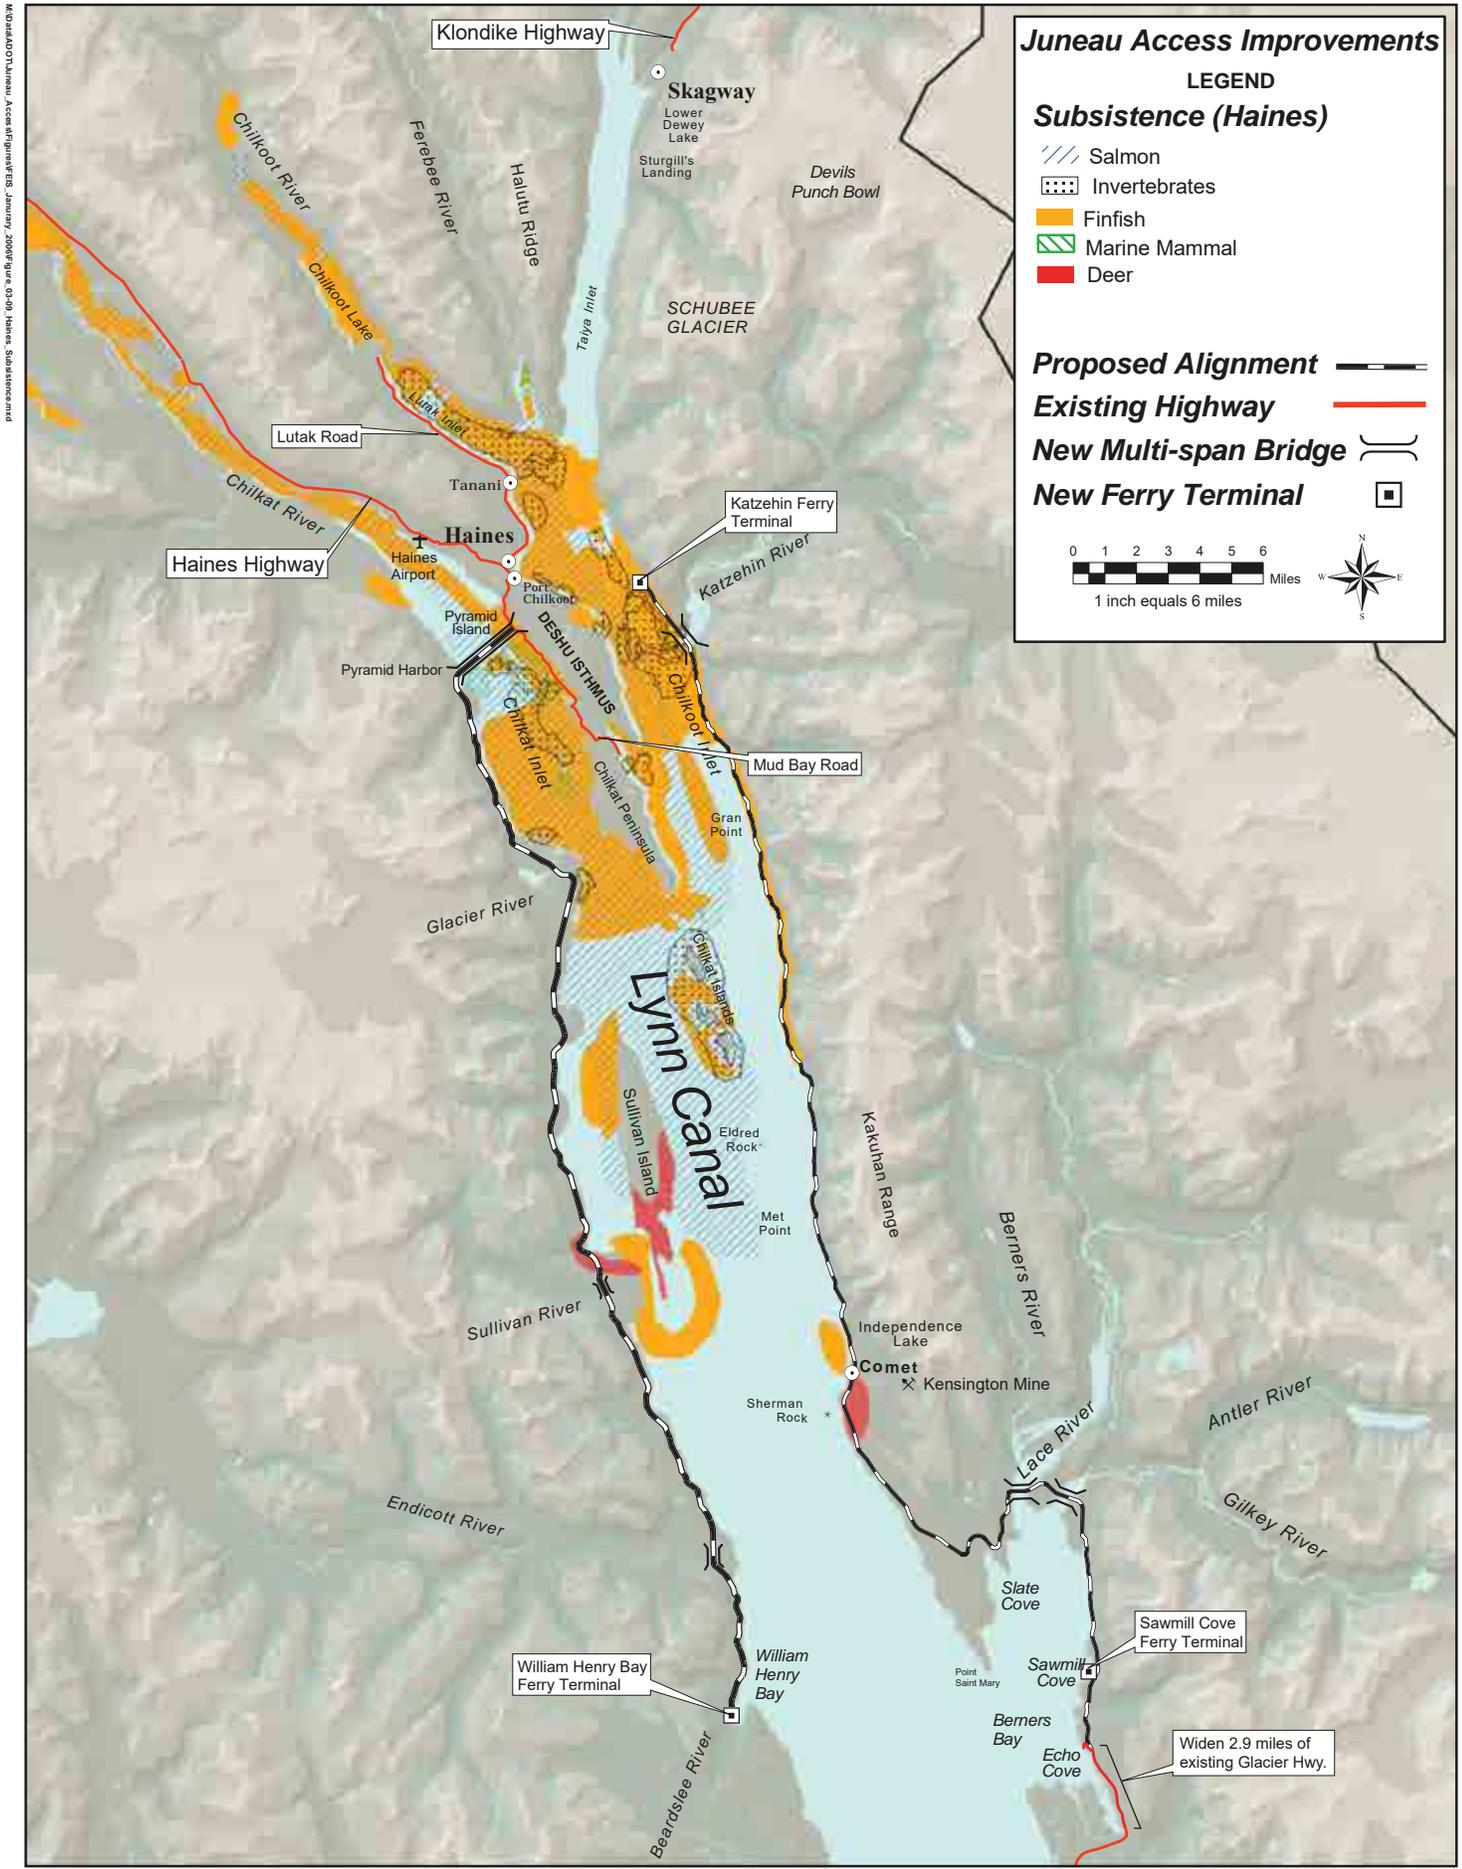 M:\Data\ADOT\Juneau_Access\Figures\FEIS_Janurary_2006\Figure_03-09_Haines_Subsistence.mxd
Juneau Access Improvements
LEGEND
Subsistence (Haines)
Salmon
Invertebrates
Finfish
Marine Mammal
Deer
Proposed Alignment
Existing Highway
New Multi-span Bridge
New Ferry Terminal
0 1 2 3 4 5 6
Miles
1 inch equals 6 miles
N
W E
S
Klondike Highway
Skagway
Lower
Dewey
Lake
Sturgill's
Landing
Devils
Punch Bowl
Chilkoot River
Ferebee River
Halutu Ridge
Taiya Inlet
SCHUBEE
GLACIER
Chilkoot Lake
Lutak Inlet
Lutak Road
Tanani
Chilkat River
Haines
Haines Highway
Haines
Airport
Port
Chilkoot
Katzehin Ferry
Terminal
Katzehin River
Pyramid
Island
Pyramid Harbor
DESHU ISTHMUS
Chilkoot Inlet
Chilkat Inlet
Mud Bay Road
Chilkat Peninsula
Gran
Point
Glacier River
Chilkat Islands
Lynn Canal
Sullivan Island
Eldred
Rock
Kakuhan Range
Met
Point
Berners River
Sullivan River
Independence
Lake
Comet
Kensington Mine
Sherman
Rock
Antler River
Lace River
Gilkey River
Endicott River
Slate
Cove
Sawmill Cove
Ferry Terminal
William Henry Bay
Ferry Terminal
William
Henry
Bay
Point
Saint Mary
Sawmill
Cove
Berners
Bay
Echo
Cove
Widen 2.9 miles of
existing Glacier Hwy.
Beardslee River